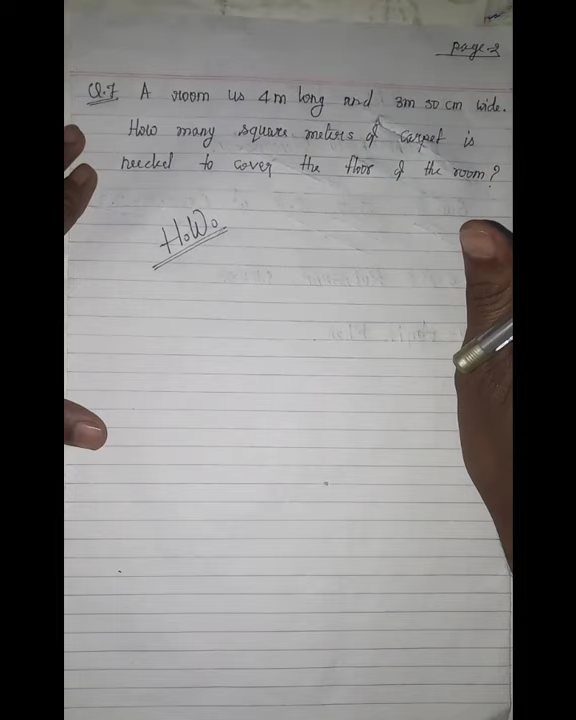 Page-2
Q.7. A room is 4m long and 3m 50 cm wide.
How many square meters of carpet is
needed to cover the floor of the room?
H.W.